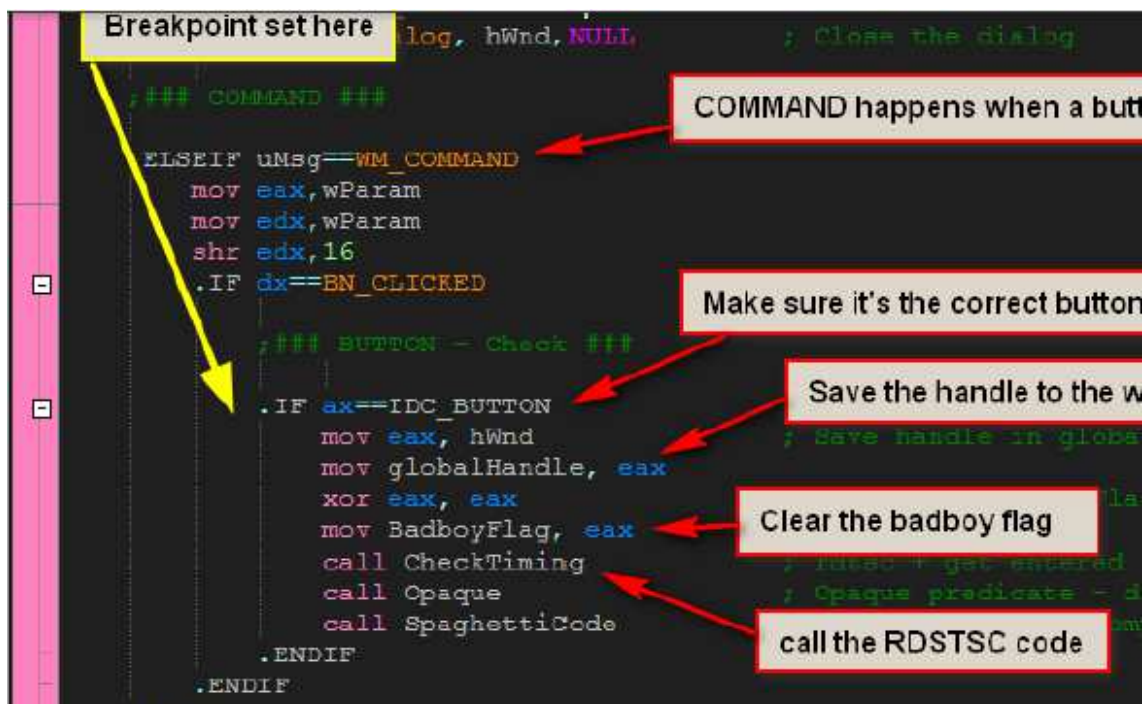 Breakpoint set here
alog, hWnd,NULL ; Close the dialog
;### COMMAND ###
COMMAND happens when a butt
ELSEIF uMsg==WM_COMMAND
mov eax,wParam
mov edx,wParam
shr edx,16
.IF dx==BN_CLICKED
Make sure it's the correct button
;### BUTTON - Check ###
Save the handle to the w
.IF ax==IDC_BUTTON
mov eax, hWnd ; Save handle in globa
mov globalHandle, eax
xor eax, eax
Clear the badboy flag
mov BadboyFlag, eax
call CheckTiming ; rdtsc + get entered
call Opaque ; Opaque predicate - d
call SpaghettiCode
call the RDSTSC code
.ENDIF
.ENDIF